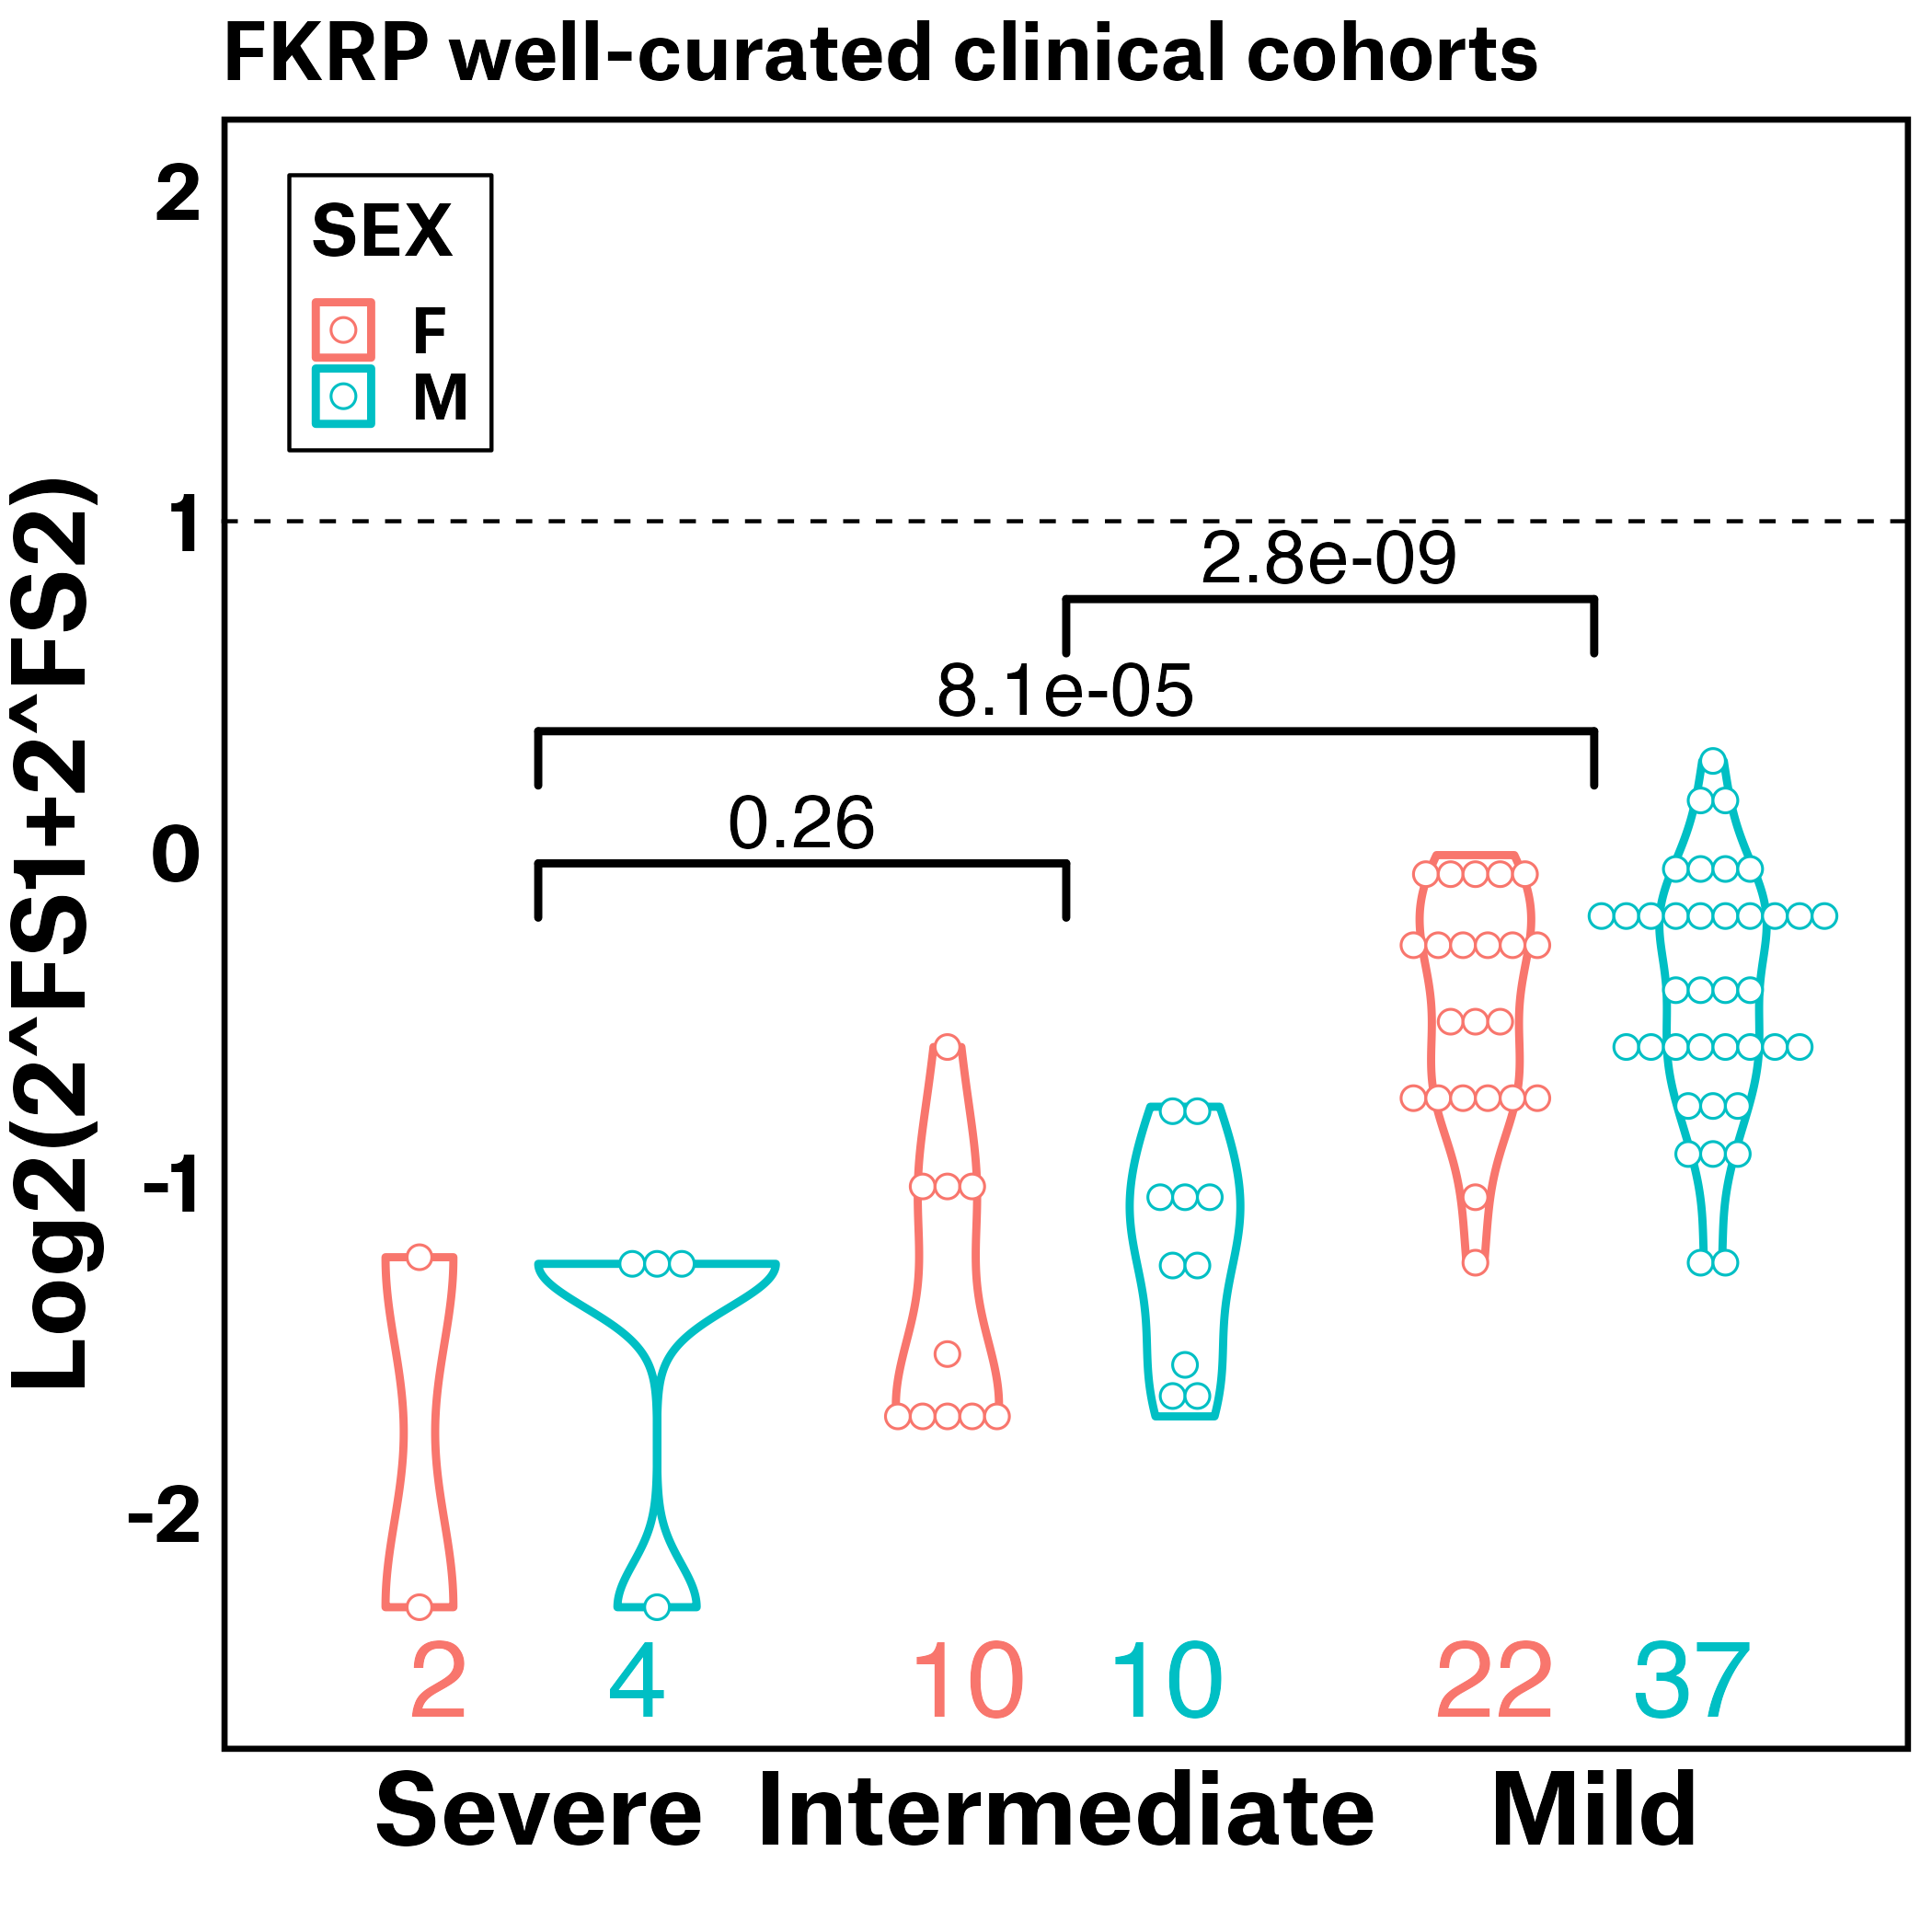 FKRP well-curated clinical cohorts
2
SEX
F
M
1
2.8e-09
8.1e-05
0.26
0
-1
-2
Log2(2^FS1+2^FS2)
2 4 10 10 22 37
Severe Intermediate Mild